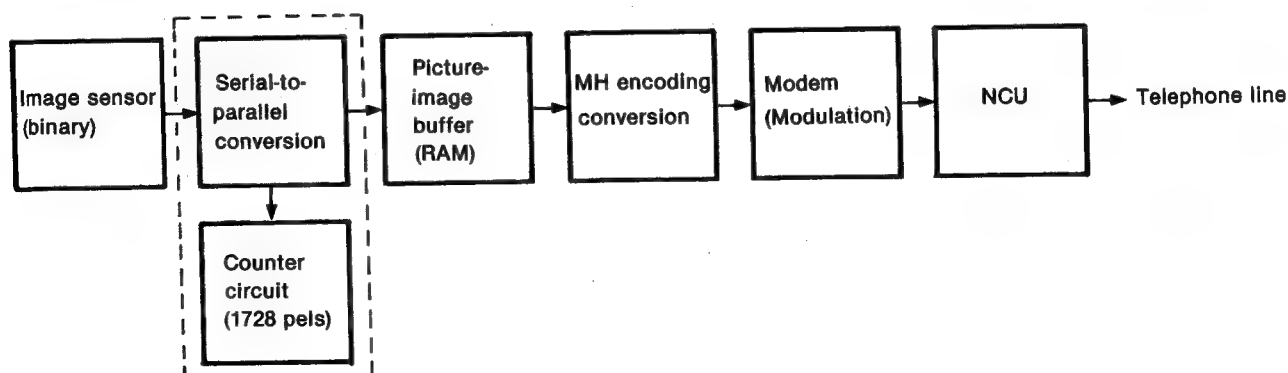 Image sensor
(binary)
Serial-to-
parallel
conversion
Picture-
image
buffer
(RAM)
MH encoding
conversion
Modem
(Modulation)
NCU
Telephone line
Counter
circuit
(1728 pels)